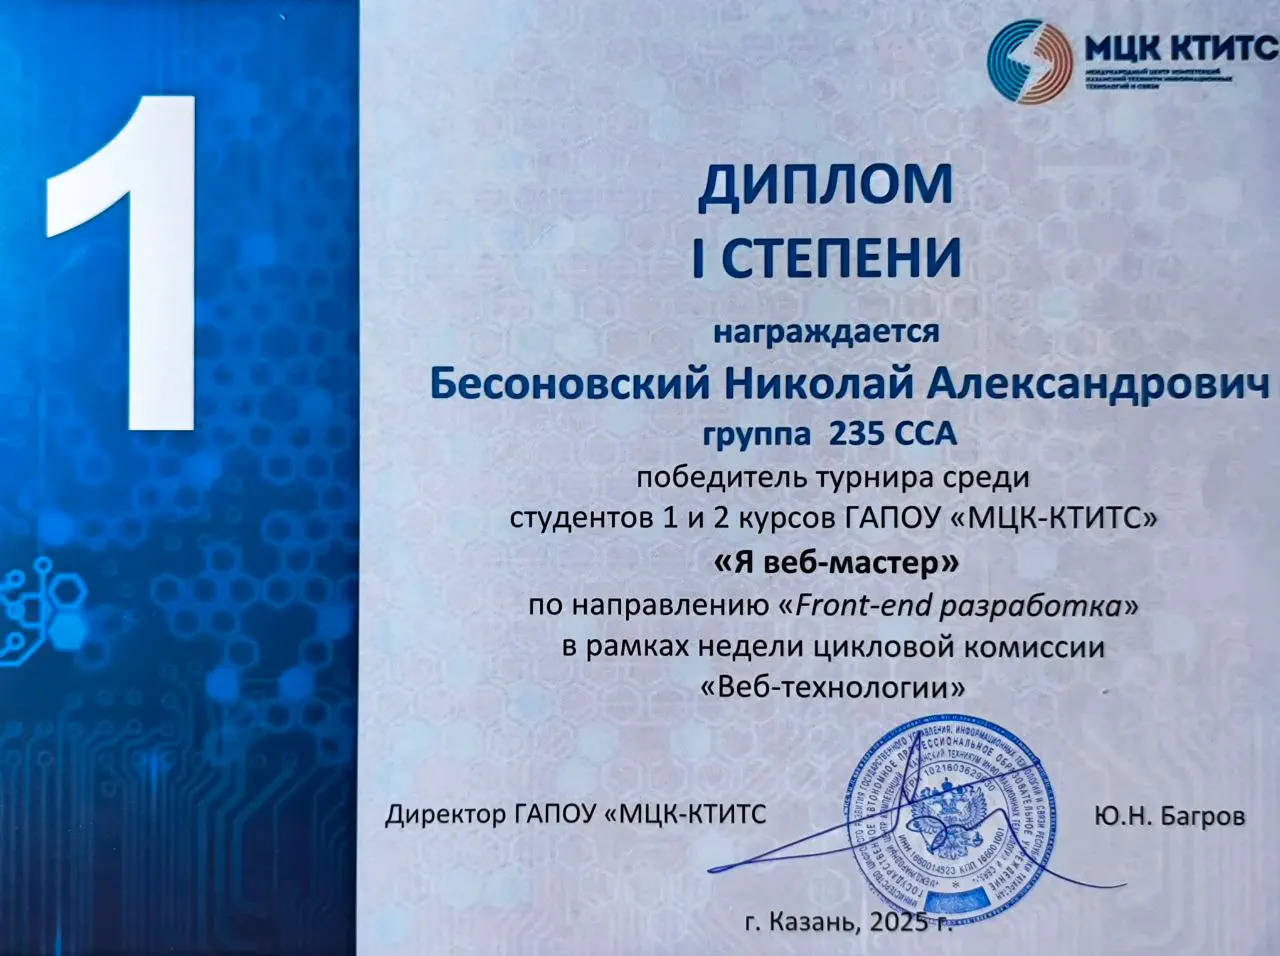 1
МЦК КТИТС
МЕЖДУНАРОДНЫЙ ЦЕНТР КОМПЕТЕНЦИЙ
КАЗАНСКИЙ ТЕХНИКУМ ИНФОРМАЦИОННЫХ
ТЕХНОЛОГИЙ И СВЯЗИ
ДИПЛОМ
I СТЕПЕНИ
награждается
Бесоновский Николай Александрович
группа 235 ССА
победитель турнира среди
студентов 1 и 2 курсов ГАПОУ «МЦК-КТИТС»
«Я веб-мастер»
по направлению «Front-end разработка»
в рамках недели цикловой комиссии
«Веб-технологии»
Директор ГАПОУ «МЦК-КТИТС
Ю.Н. Багров
г. Казань, 2025 г.